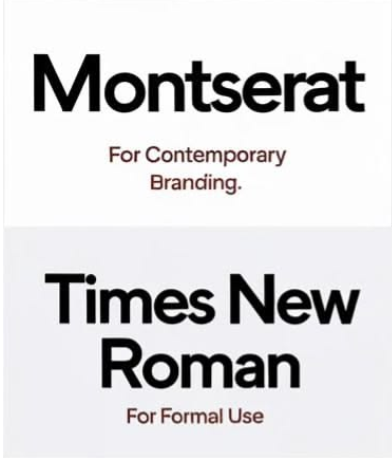 Montserat
For Contemporary
Branding.
Times New
Roman
For Formal Use